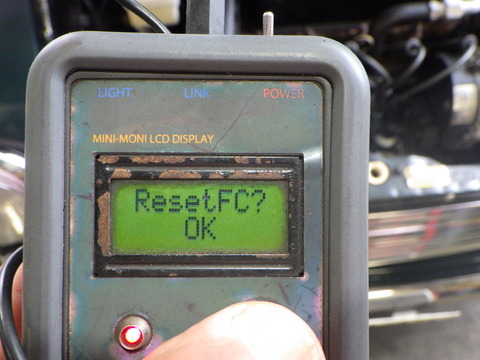 LIGHT LINK POWER
MINI-MONI LCD DISPLAY
ResetFC?
OK